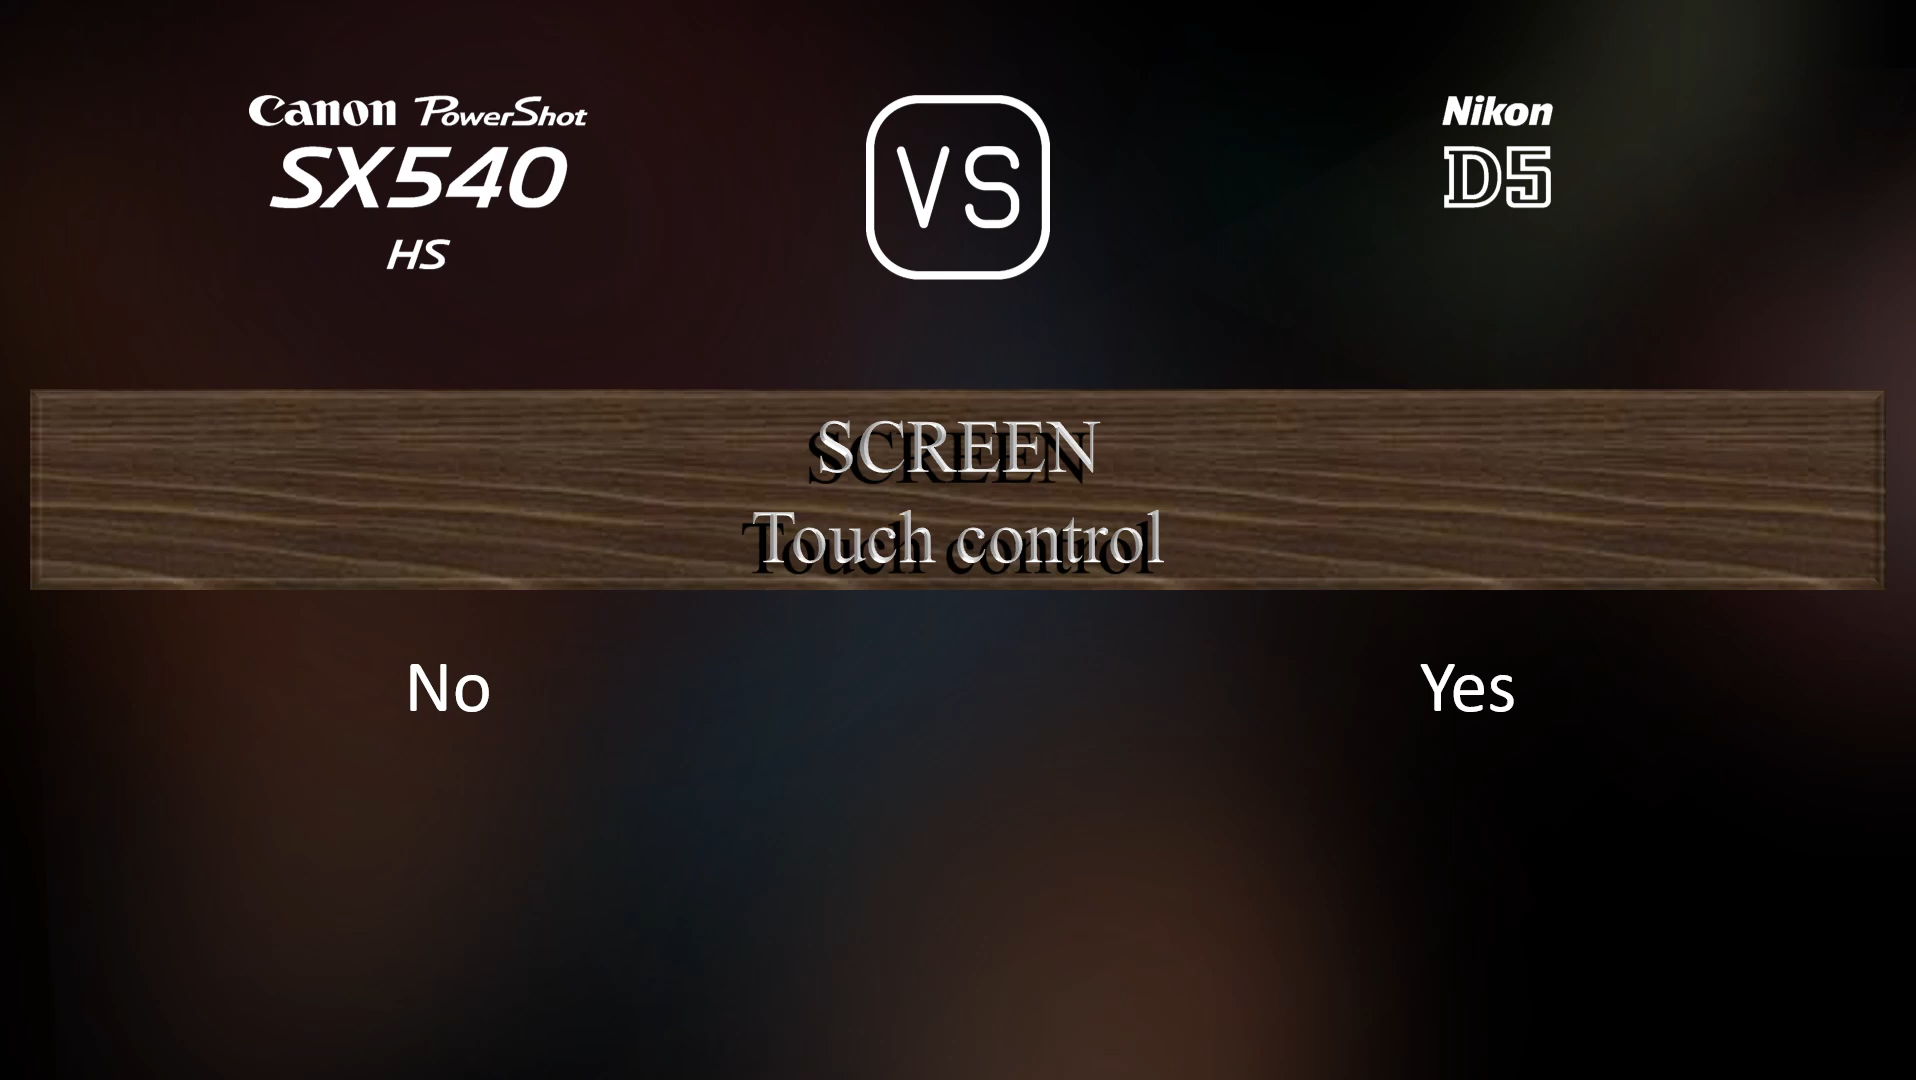 Canon PowerShot
SX540
HS
VS
Nikon
D5
SCREEN
Touch control
No
Yes